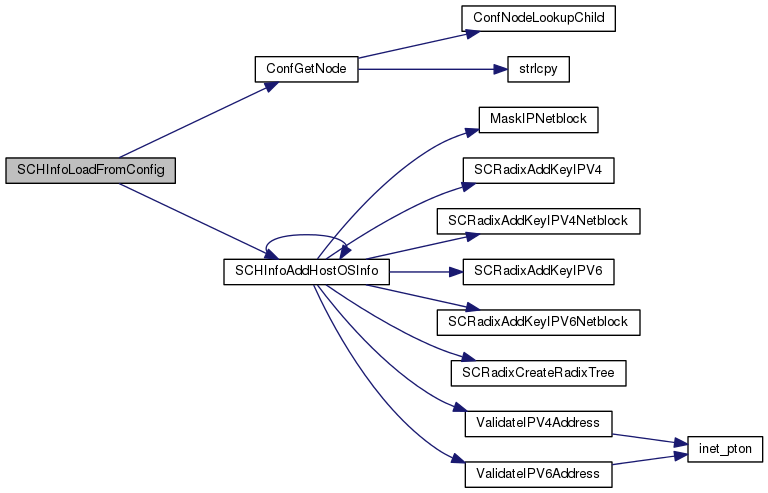 ConfNodeLookupChild
ConfGetNode
strlcpy
MaskIPNetblock
SCHInfoLoadFromConfig
SCRadixAddKeyIPV4
SCRadixAddKeyIPV4Netblock
SCHInfoAddHostOSInfo
SCRadixAddKeyIPV6
SCRadixAddKeyIPV6Netblock
SCRadixCreateRadixTree
ValidateIPV4Address
inet_pton
ValidateIPV6Address